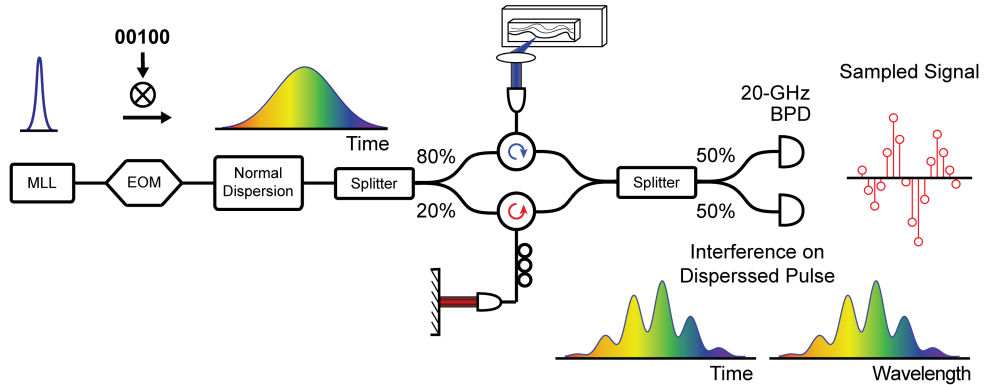 00100
Time
MLL
EOM
Normal
Dispersion
Splitter
80%
20%
Splitter
50%
50%
20-GHz
BPD
Sampled Signal
Interference on
Disperssed Pulse
Time
Wavelength